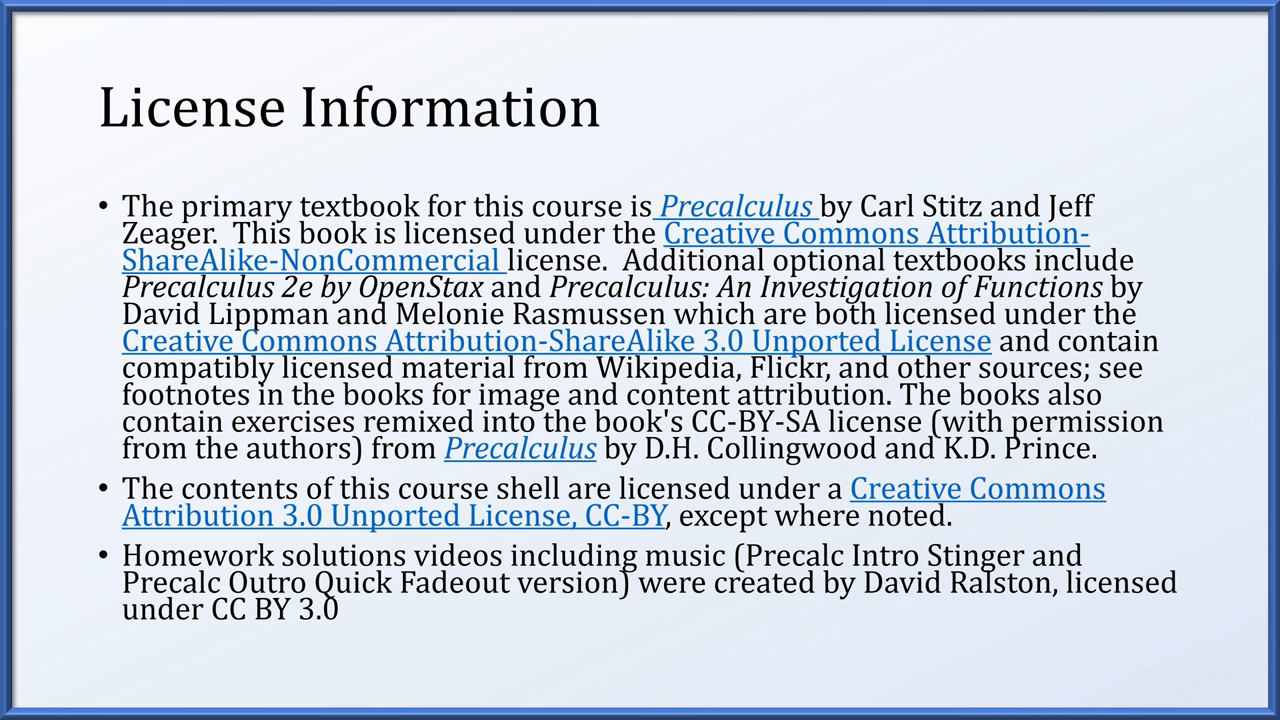 License Information
• The primary textbook for this course is Precalculus by Carl Stitz and Jeff
Zeager.  This book is licensed under the Creative Commons Attribution-
ShareAlike-NonCommercial license.  Additional optional textbooks include
Precalculus 2e by OpenStax and Precalculus: An Investigation of Functions by
David Lippman and Melonie Rasmussen which are both licensed under the
Creative Commons Attribution-ShareAlike 3.0 Unported License and contain
compatibly licensed material from Wikipedia, Flickr, and other sources; see
footnotes in the books for image and content attribution. The books also
contain exercises remixed into the book's CC-BY-SA license (with permission
from the authors) from Precalculus by D.H. Collingwood and K.D. Prince.
• The contents of this course shell are licensed under a Creative Commons
Attribution 3.0 Unported License, CC-BY, except where noted.
• Homework solutions videos including music (Precalc Intro Stinger and
Precalc Outro Quick Fadeout version) were created by David Ralston, licensed
under CC BY 3.0